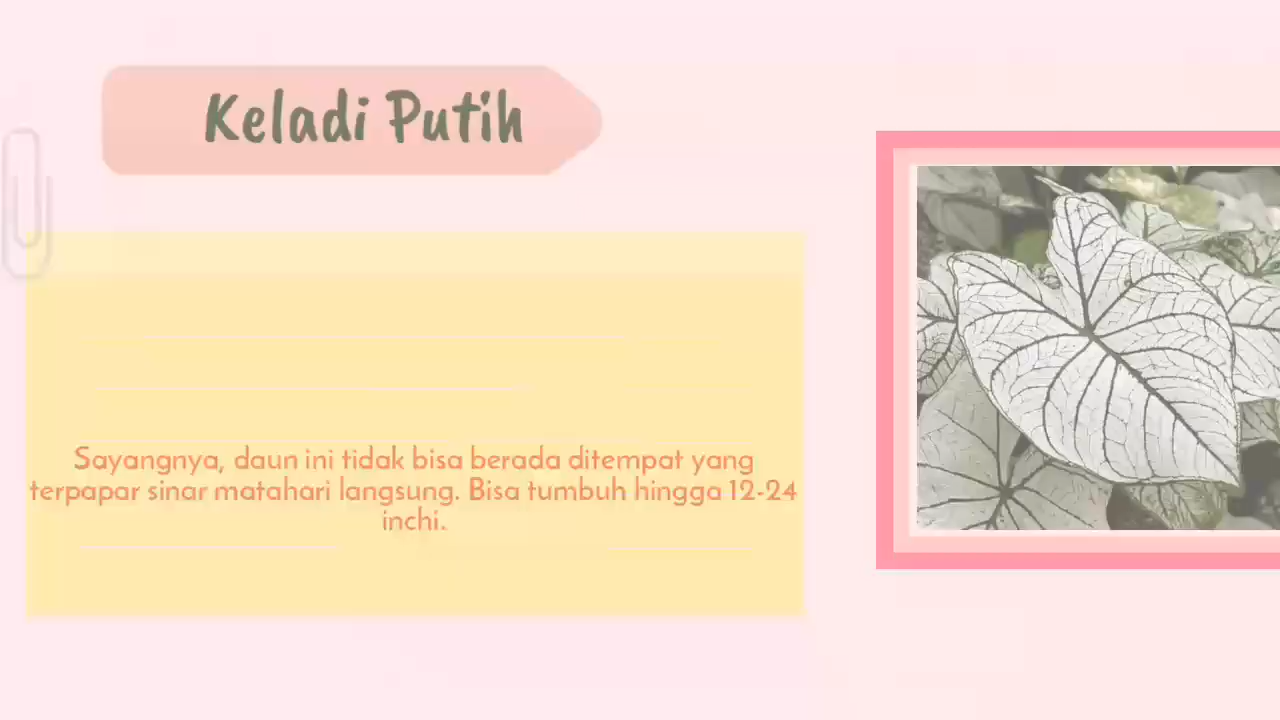 Keladi Putih
Sayangnya, daun ini tidak bisa berada ditempat yang
terpapar sinar matahari langsung. Bisa tumbuh hingga 12-24
inchi.